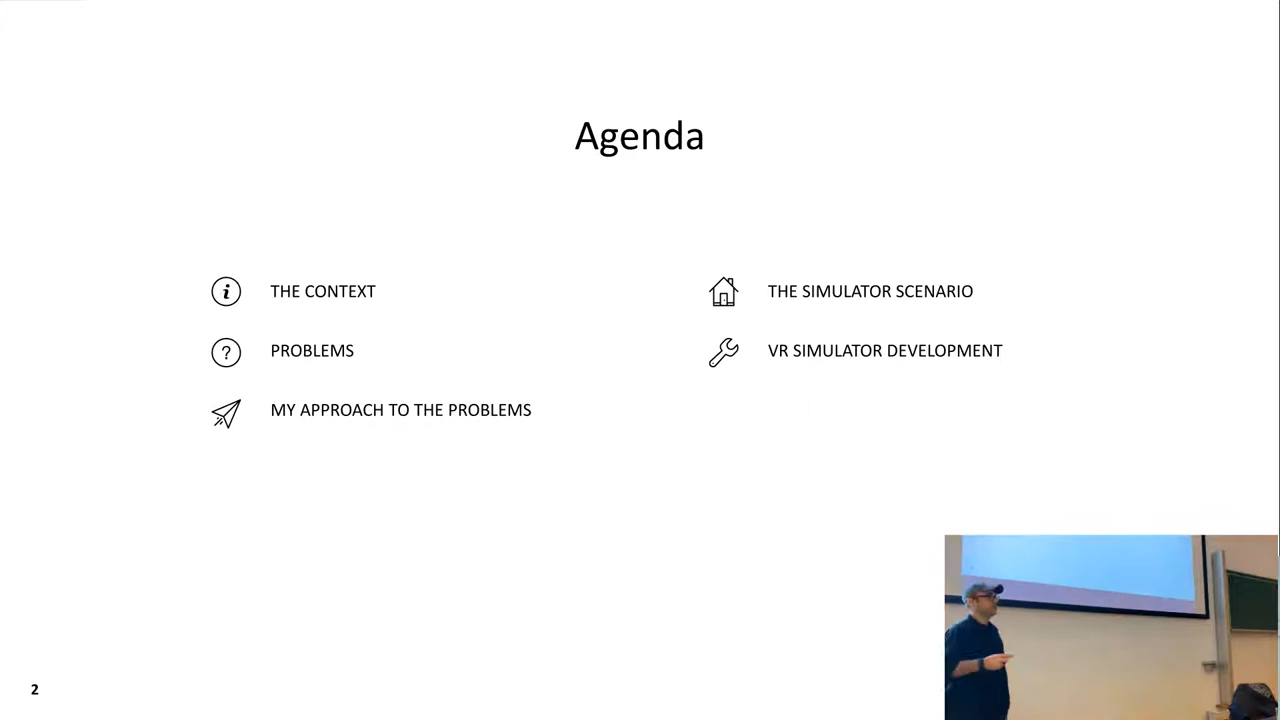 Agenda
THE CONTEXT
PROBLEMS
MY APPROACH TO THE PROBLEMS
THE SIMULATOR SCENARIO
VR SIMULATOR DEVELOPMENT
2